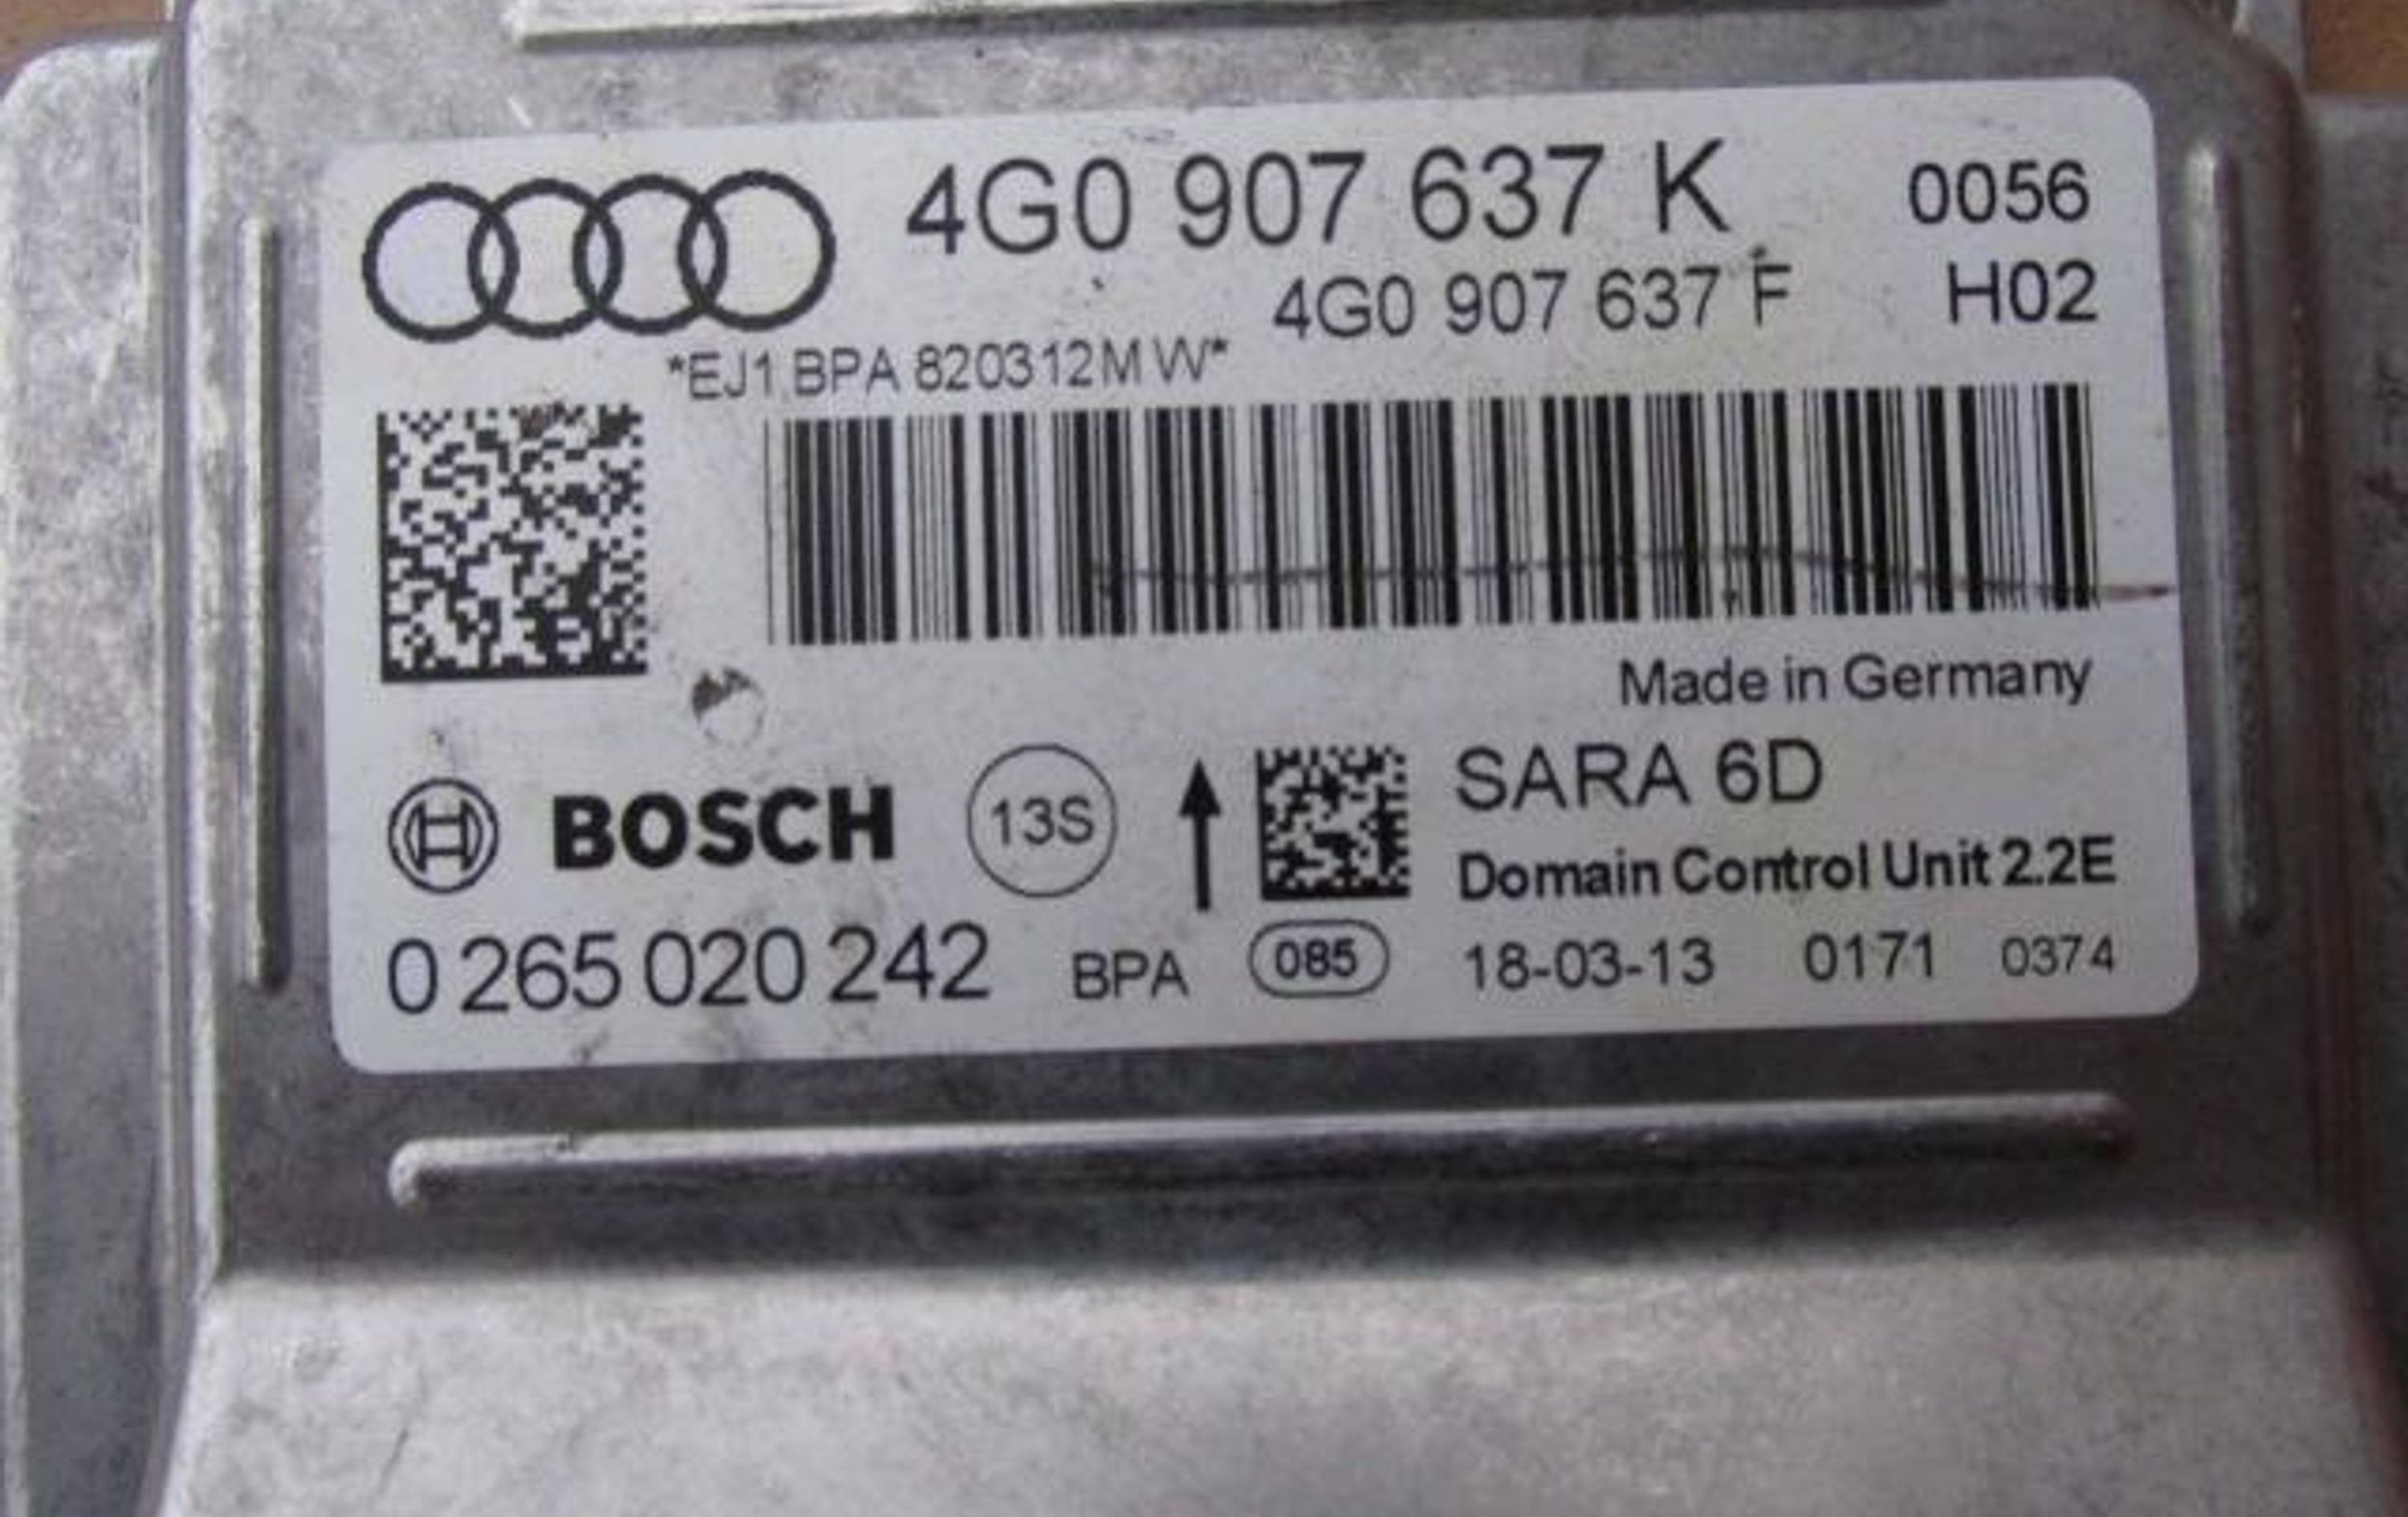 4G0 907 637 K 0056
4G0 907 637 F H02
*EJ1 BPA 820312MW*
Made in Germany
BOSCH 13S SARA 6D
Domain Control Unit 2.2E
0 265 020 242 BPA 085 18-03-13 0171 0374